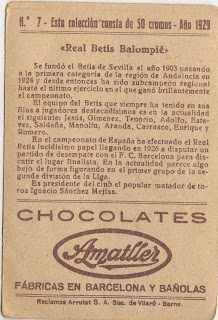 N.º 7 - Esta colección consta de 50 cromos - Año 1929
«Real Betis Balompié»
Se fundó el Betis de Sevilla el año 1903 pasando
a la primera categoría de la región de Andalucía en
1924 y desde entonces ha sido subcampeón regional
hasta el último ejercicio en el que ganó brillantemente
el campeonato.
El equipo del Betis que siempre ha tenido en sus
filas a jugadores destacadísimos es en la actualidad
el siguiente: Jesús, Gimenez, Tenorio, Adolfo, Este-
vez, Saldaña, Manolín, Aranda, Carrasco, Enrique y
Romero.
En el campeonato de España ha efectuado el Real
Betis lucidísimo papel llegando en 1926 a disputar un
partido de desempate con el F. C. Barcelona para dis-
cutir el lugar finalista. En la actualidad parece algo
bejo de forma figurando en el primer grupo de la se-
gunda división de la Liga.
Es presidente del club el popular matador de to-
ros Ignacio Sánchez Mejías.
CHOCOLATES
Amatller
FÁBRICAS EN BARCELONA Y BAÑOLAS
Reclamos Arrufat S. A. Suc. de Vilaró - Barna.